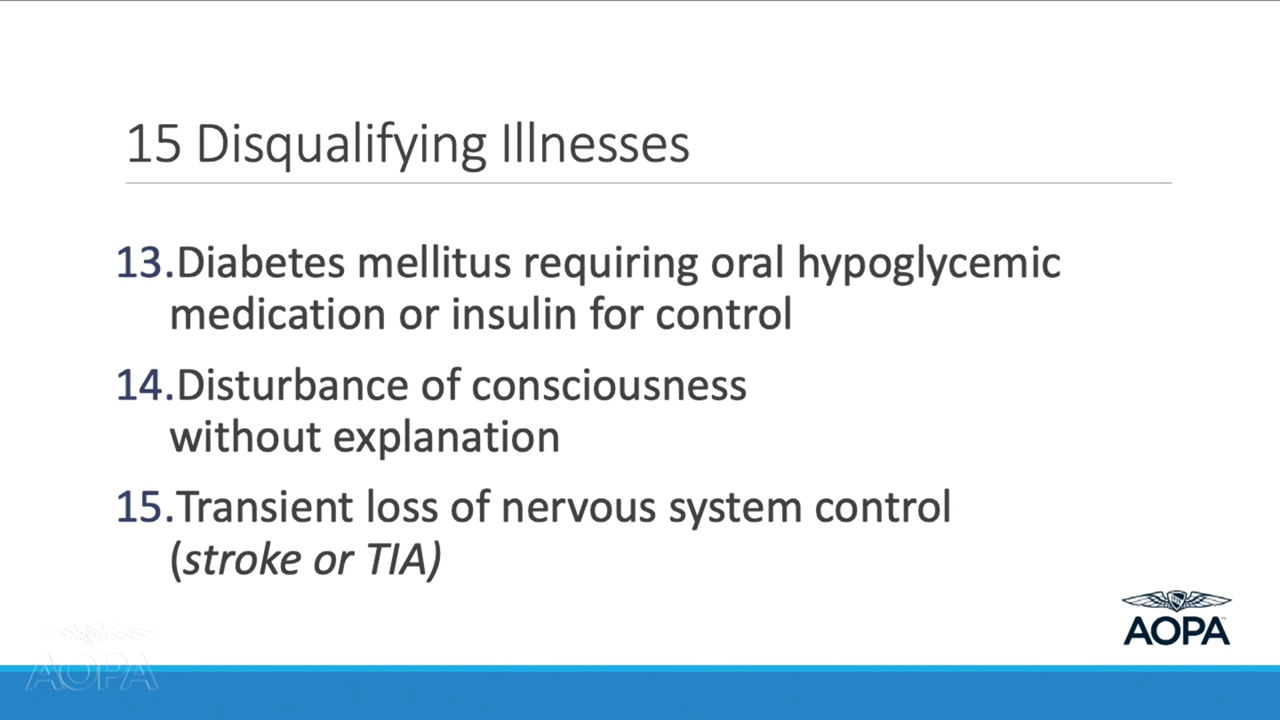 15 Disqualifying Illnesses
13.Diabetes mellitus requiring oral hypoglycemic
medication or insulin for control
14.Disturbance of consciousness
without explanation
15.Transient loss of nervous system control
(stroke or TIA)
AOPA
AOPA